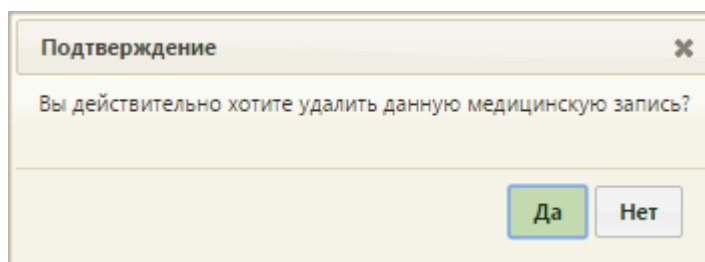 Подтверждение
Вы действительно хотите удалить данную медицинскую запись?
Да Нет